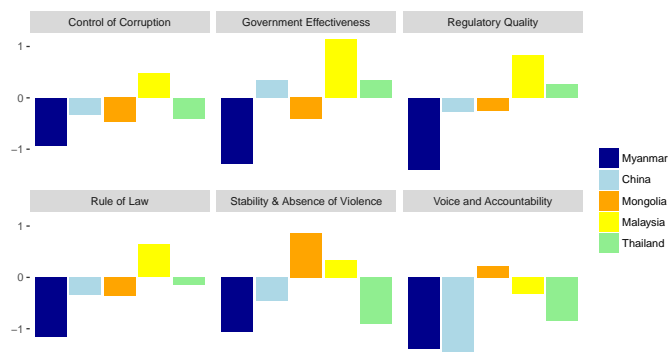 Control of Corruption
Government Effectiveness
Regulatory Quality
1
0
−1
Myanmar
China
Mongolia
Malaysia
Thailand
Rule of Law
Stability & Absence of Violence
Voice and Accountability
1
0
−1